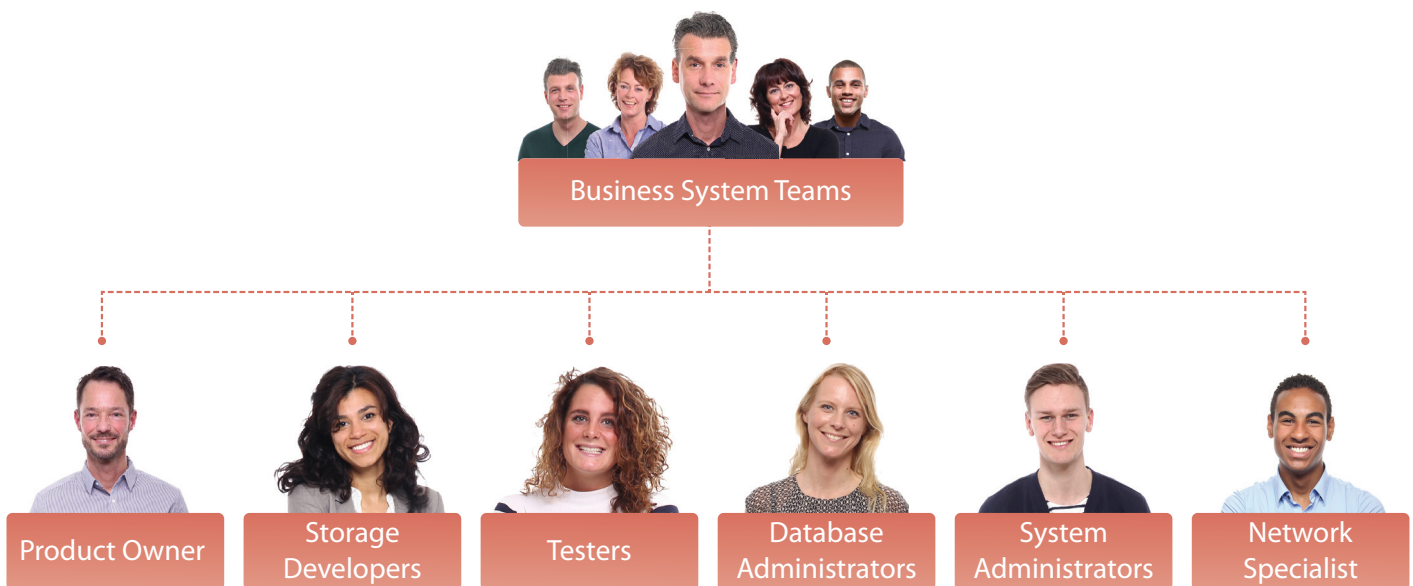 Business System Teams
Product Owner
Storage
Developers
Testers
Database
Administrators
System
Administrators
Network
Specialist